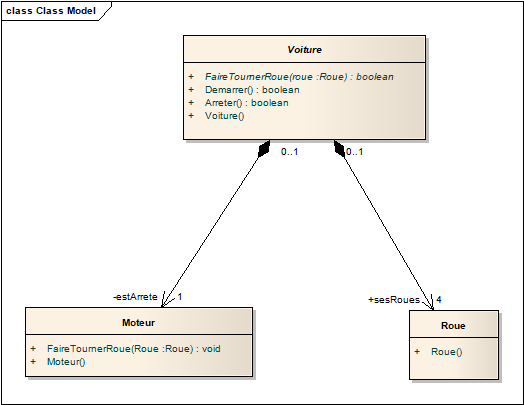 class Class Model
Voiture
+ FaireTournerRoue(roue :Roue) : boolean
+ Demarrer() : boolean
+ Arreter() : boolean
+ Voiture()
0..1 0..1
-estArrete 1
+sesRoues 4
Moteur
+ FaireTournerRoue(Roue :Roue) : void
+ Moteur()
Roue
+ Roue()